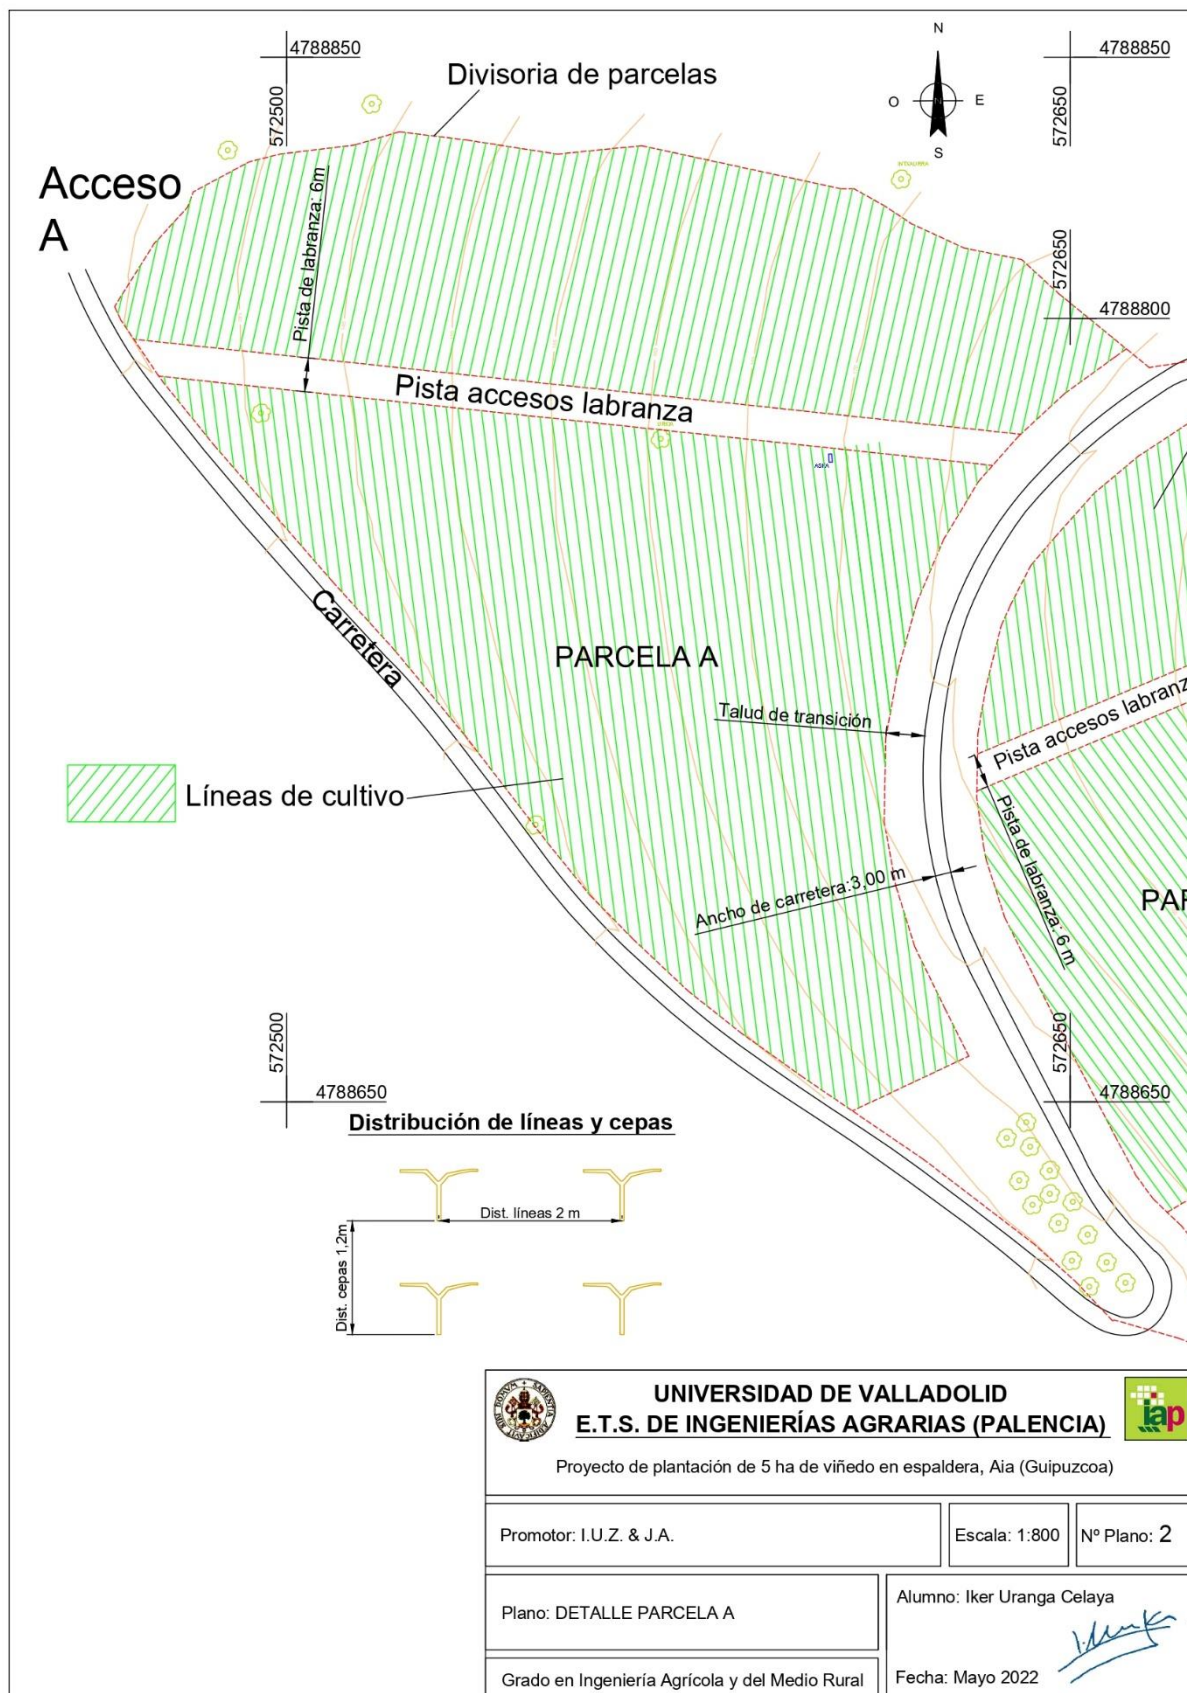 4788850
4788850
572500
572650
Divisoria de parcelas
N
O
E
S
Acceso
A
Pista de labranza: 6m
572650
4788800
Pista accesos labranza
Carretera
PARCELA A
Talud de transición
Pista accesos labranz
Líneas de cultivo
Pista de labranza: 6 m
Ancho de carretera:3,00 m
PAR
572500
4788650
572650
4788650
Distribución de líneas y cepas
Dist. líneas 2 m
Dist. cepas 1,2m
UNIVERSIDAD DE VALLADOLID
E.T.S. DE INGENIERÍAS AGRARIAS (PALENCIA)
iap
Proyecto de plantación de 5 ha de viñedo en espaldera, Aia (Guipuzcoa)
Promotor: I.U.Z. & J.A.
Escala: 1:800
Nº Plano: 2
Plano: DETALLE PARCELA A
Alumno: Iker Uranga Celaya
Grado en Ingeniería Agrícola y del Medio Rural
Fecha: Mayo 2022